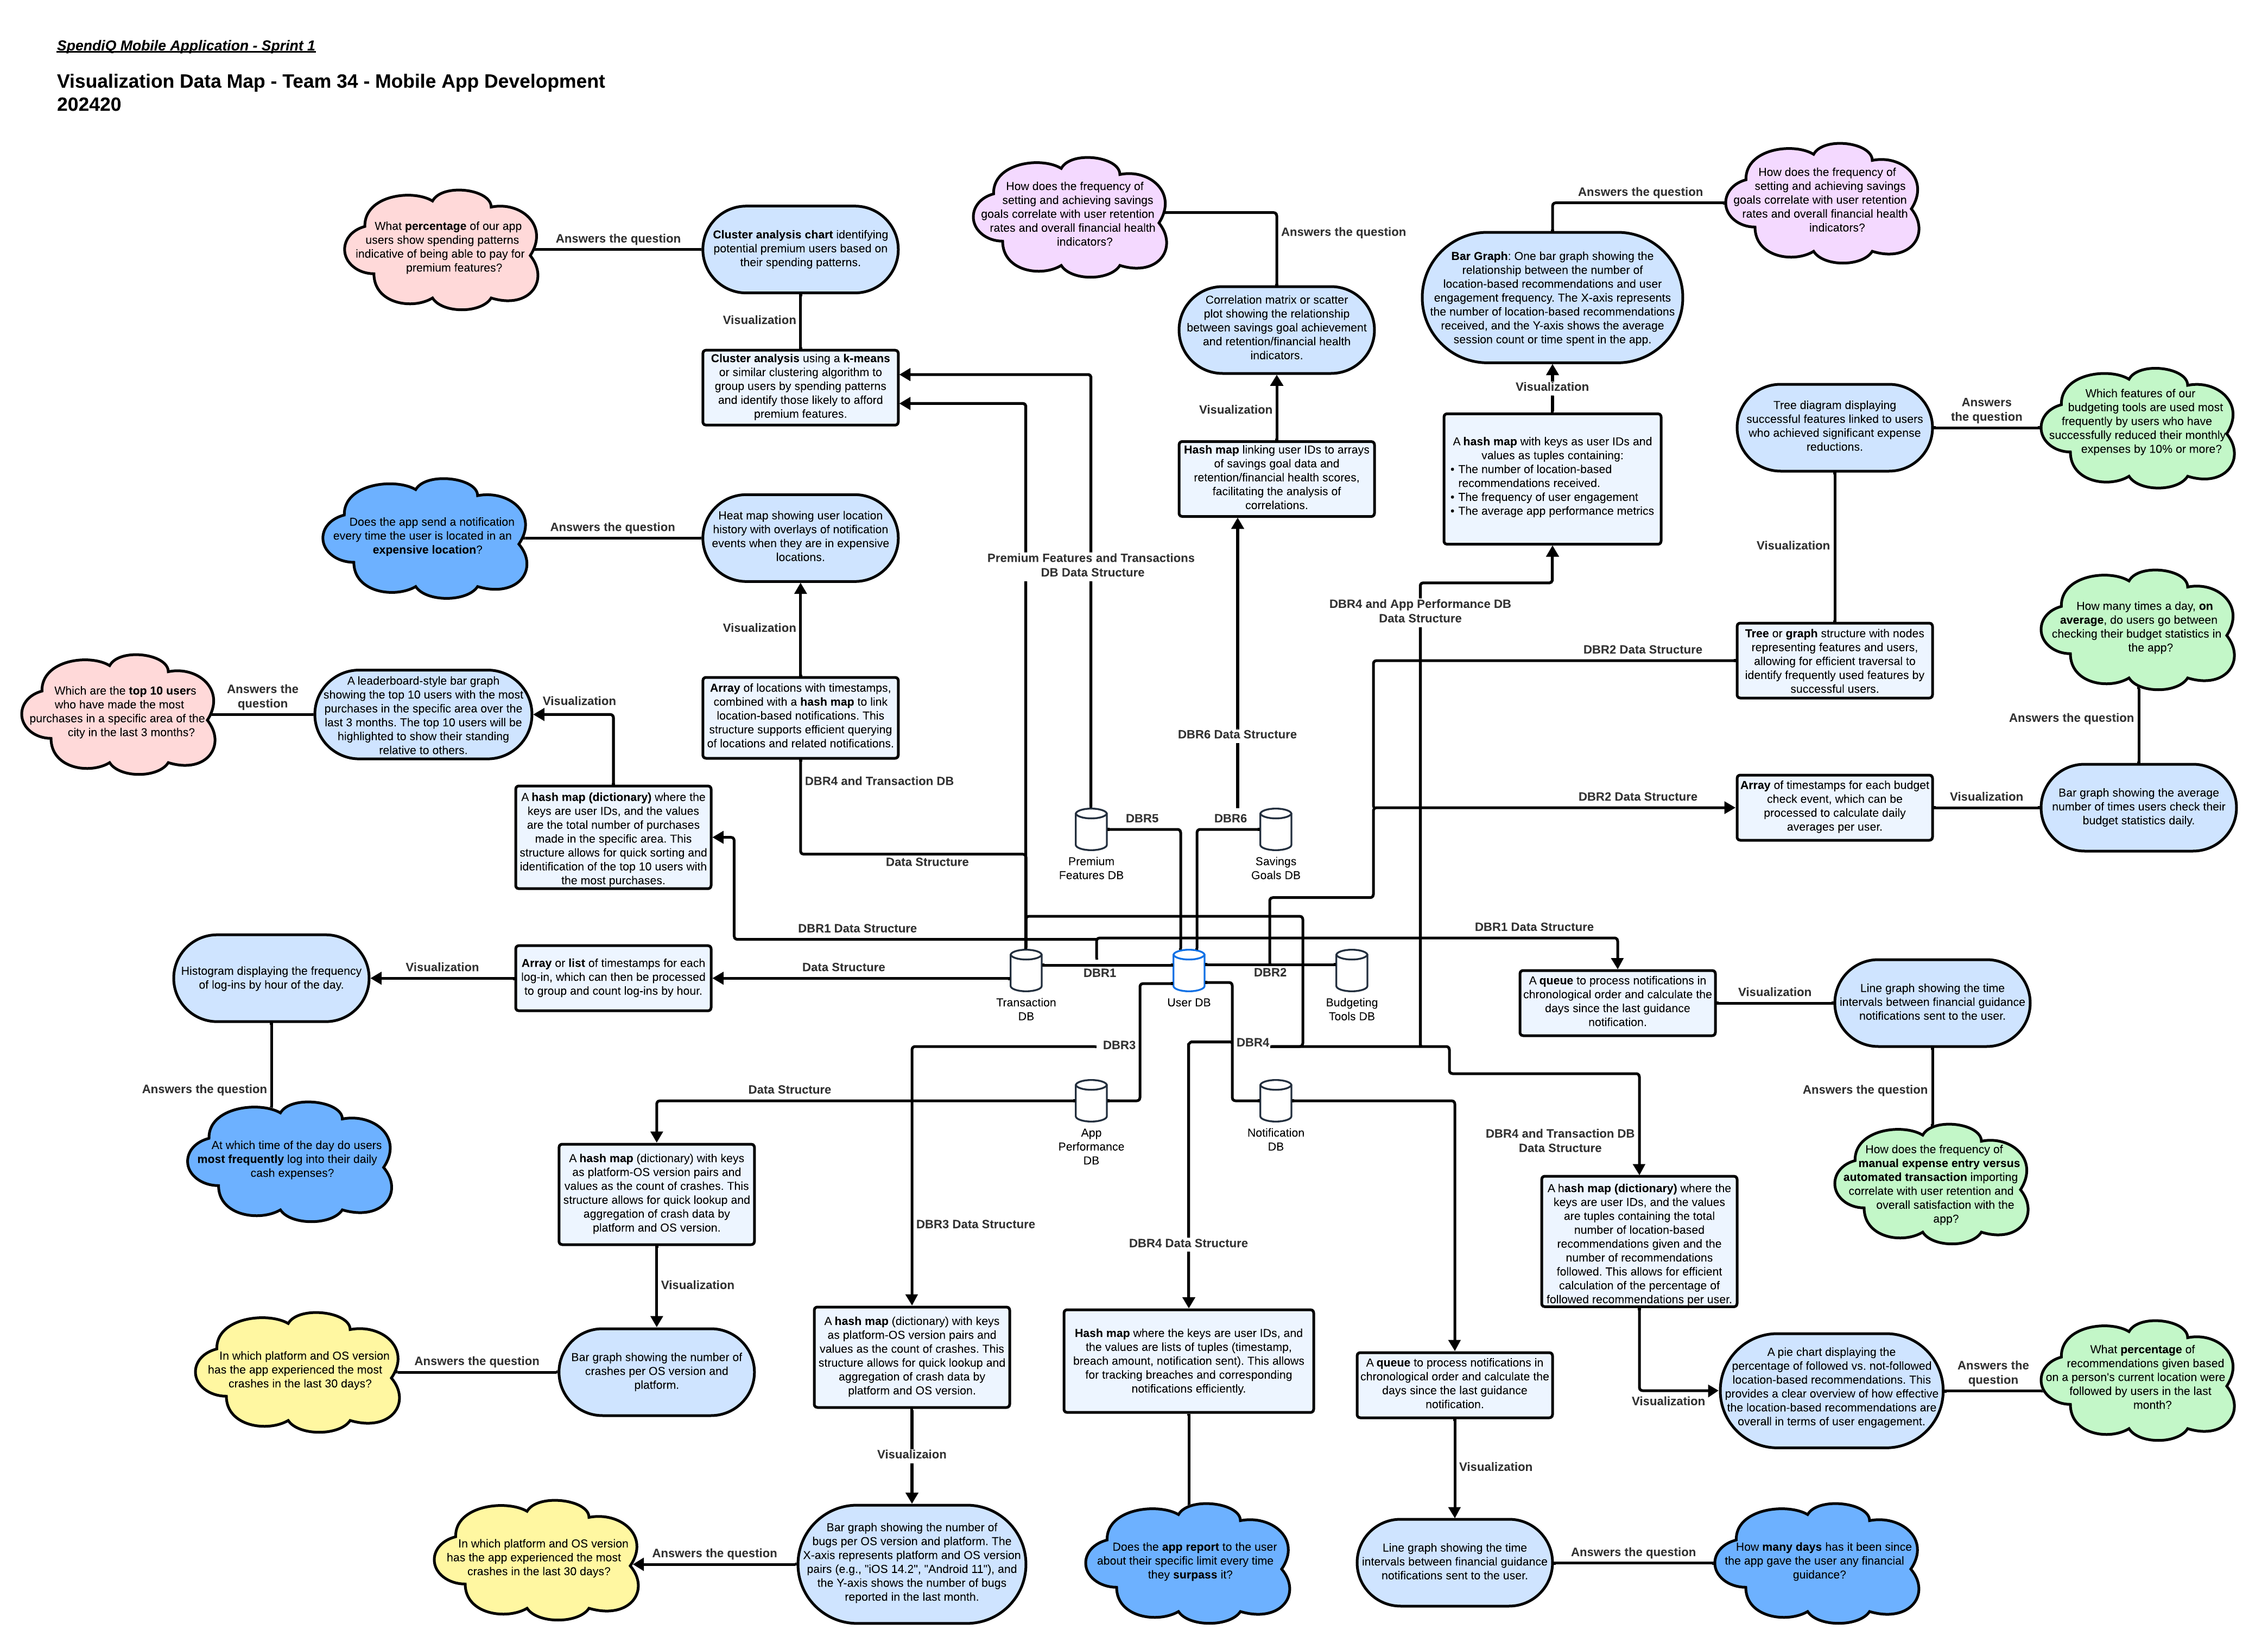 SpendiQ Mobile Application - Sprint 1
Visualization Data Map - Team 34 - Mobile App Development
202420
What percentage of our app
users show spending patterns
indicative of being able to pay for
premium features?
Answers the question
Cluster analysis chart identifying
potential premium users based on
their spending patterns.
Visualization
Cluster analysis using a k-means
or similar clustering algorithm to
group users by spending patterns
and identify those likely to afford
premium features.
How does the frequency of
setting and achieving savings
goals correlate with user retention
rates and overall financial health
indicators?
Answers the question
Correlation matrix or scatter
plot showing the relationship
between savings goal achievement
and retention/financial health
indicators.
Visualization
Hash map linking user IDs to arrays
of savings goal data and
retention/financial health scores,
facilitating the analysis of
correlations.
How does the frequency of
setting and achieving savings
goals correlate with user retention
rates and overall financial health
indicators?
Answers the question
Bar Graph: One bar graph showing the
relationship between the number of
location-based recommendations and user
engagement frequency. The X-axis represents
the number of location-based recommendations
received, and the Y-axis shows the average
session count or time spent in the app.
Visualization
A hash map with keys as user IDs and
values as tuples containing:
• The number of location-based
recommendations received.
• The frequency of user engagement
• The average app performance metrics
Tree diagram displaying
successful features linked to users
who achieved significant expense
reductions.
Answers
the question
Which features of our
budgeting tools are used most
frequently by users who have
successfully reduced their monthly
expenses by 10% or more?
Visualization
Does the app send a notification
every time the user is located in an
expensive location?
Answers the question
Heat map showing user location
history with overlays of notification
events when they are in expensive
locations.
Visualization
Premium Features and Transactions
DB Data Structure
DBR4 and App Performance DB
Data Structure
DBR2 Data Structure
Tree or graph structure with nodes
representing features and users,
allowing for efficient traversal to
identify frequently used features by
successful users.
How many times a day, on
average, do users go between
checking their budget statistics in
the app?
Answers the question
Which are the top 10 users
who have made the most
purchases in a specific area of the
city in the last 3 months?
Answers the
question
A leaderboard-style bar graph
showing the top 10 users with the most
purchases in the specific area over the
last 3 months. The top 10 users will be
highlighted to show their standing
relative to others.
Visualization
Array of locations with timestamps,
combined with a hash map to link
location-based notifications. This
structure supports efficient querying
of locations and related notifications.
DBR4 and Transaction DB
DBR6 Data Structure
DBR2 Data Structure
Array of timestamps for each budget
check event, which can be
processed to calculate daily
averages per user.
Visualization
Bar graph showing the average
number of times users check their
budget statistics daily.
A hash map (dictionary) where the
keys are user IDs, and the values
are the total number of purchases
made in the specific area. This
structure allows for quick sorting and
identification of the top 10 users with
the most purchases.
Data Structure
DBR5
DBR6
Premium
Features DB
Savings
Goals DB
DBR1 Data Structure
DBR1 Data Structure
Histogram displaying the frequency
of log-ins by hour of the day.
Visualization
Array or list of timestamps for each
log-in, which can then be processed
to group and count log-ins by hour.
Data Structure
DBR1
DBR2
Transaction
DB
User DB
Budgeting
Tools DB
A queue to process notifications in
chronological order and calculate the
days since the last guidance
notification.
Visualization
Line graph showing the time
intervals between financial guidance
notifications sent to the user.
DBR3
DBR4
Answers the question
Data Structure
Answers the question
At which time of the day do users
most frequently log into their daily
cash expenses?
App
Performance
DB
Notification
DB
DBR4 and Transaction DB
Data Structure
How does the frequency of
manual expense entry versus
automated transaction importing
correlate with user retention and
overall satisfaction with the
app?
A hash map (dictionary) with keys
as platform-OS version pairs and
values as the count of crashes. This
structure allows for quick lookup and
aggregation of crash data by
platform and OS version.
DBR3 Data Structure
DBR4 Data Structure
A hash map (dictionary) where the
keys are user IDs, and the values
are tuples containing the total
number of location-based
recommendations given and the
number of recommendations
followed. This allows for efficient
calculation of the percentage of
followed recommendations per user.
Visualization
In which platform and OS version
has the app experienced the most
crashes in the last 30 days?
Answers the question
Bar graph showing the number of
crashes per OS version and
platform.
A hash map (dictionary) with keys
as platform-OS version pairs and
values as the count of crashes. This
structure allows for quick lookup and
aggregation of crash data by
platform and OS version.
Hash map where the keys are user IDs, and
the values are lists of tuples (timestamp,
breach amount, notification sent). This allows
for tracking breaches and corresponding
notifications efficiently.
A queue to process notifications in
chronological order and calculate the
days since the last guidance
notification.
Visualization
A pie chart displaying the
percentage of followed vs. not-followed
location-based recommendations. This
provides a clear overview of how effective
the location-based recommendations are
overall in terms of user engagement.
Answers the
question
What percentage of
recommendations given based
on a person's current location were
followed by users in the last
month?
Visualizaion
Visualization
In which platform and OS version
has the app experienced the most
crashes in the last 30 days?
Answers the question
Bar graph showing the number of
bugs per OS version and platform. The
X-axis represents platform and OS version
pairs (e.g., "iOS 14.2", "Android 11"), and
the Y-axis shows the number of bugs
reported in the last month.
Does the app report to the user
about their specific limit every time
they surpass it?
Line graph showing the time
intervals between financial guidance
notifications sent to the user.
Answers the question
How many days has it been since
the app gave the user any financial
guidance?